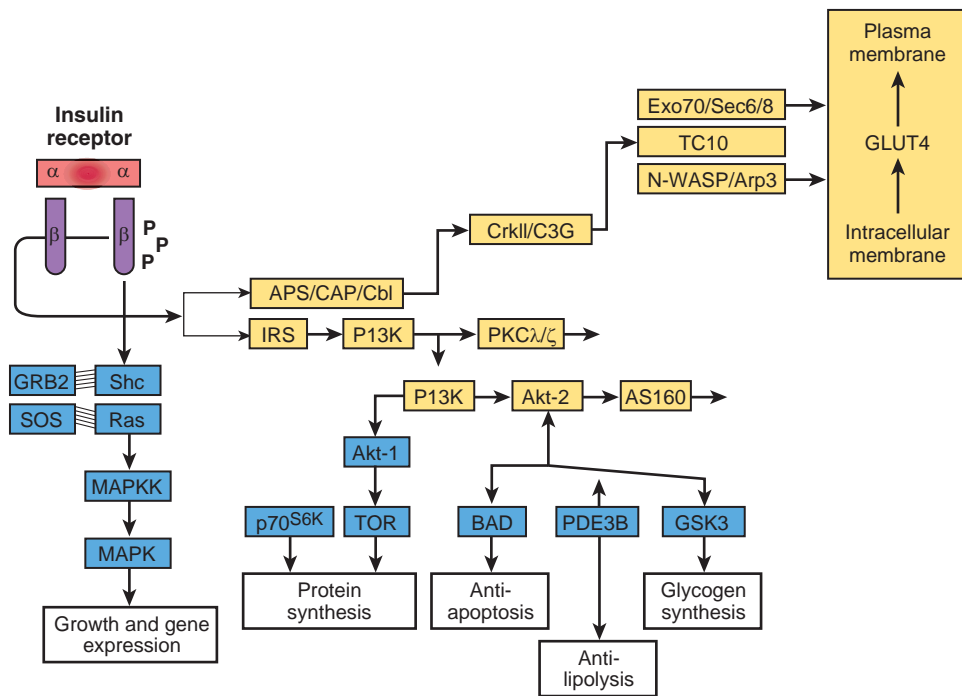 Plasma
membrane
Exo70/Sec6/8
Insulin
receptor
TC10
GLUT4
α α
N-WASP/Arp3
β β P
P
P
CrkII/C3G
Intracellular
membrane
APS/CAP/Cbl
IRS P13K PKCλ/ζ
GRB2 Shc
P13K Akt-2 AS160
SOS Ras
Akt-1
MAPKK
p70S6K TOR BAD PDE3B GSK3
MAPK
Protein
synthesis
Anti-
apoptosis
Glycogen
synthesis
Growth and gene
expression
Anti-
lipolysis